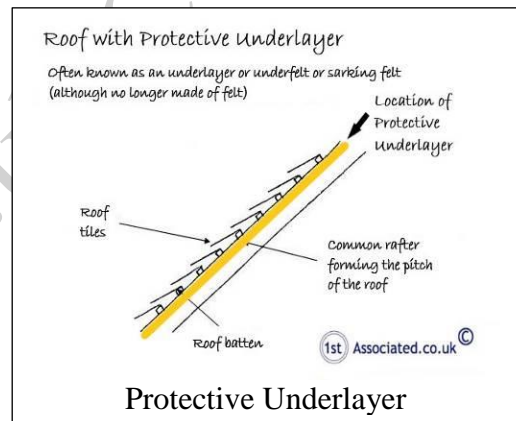 Roof with Protective Underlayer
Often known as an underlayer or underfelt or sarking felt
(although no longer made of felt)
Location of
Protective
Underlayer
Roof
tiles
Common rafter
forming the pitch
of the roof
Roof batten
1st Associated.co.uk ©
Protective Underlayer